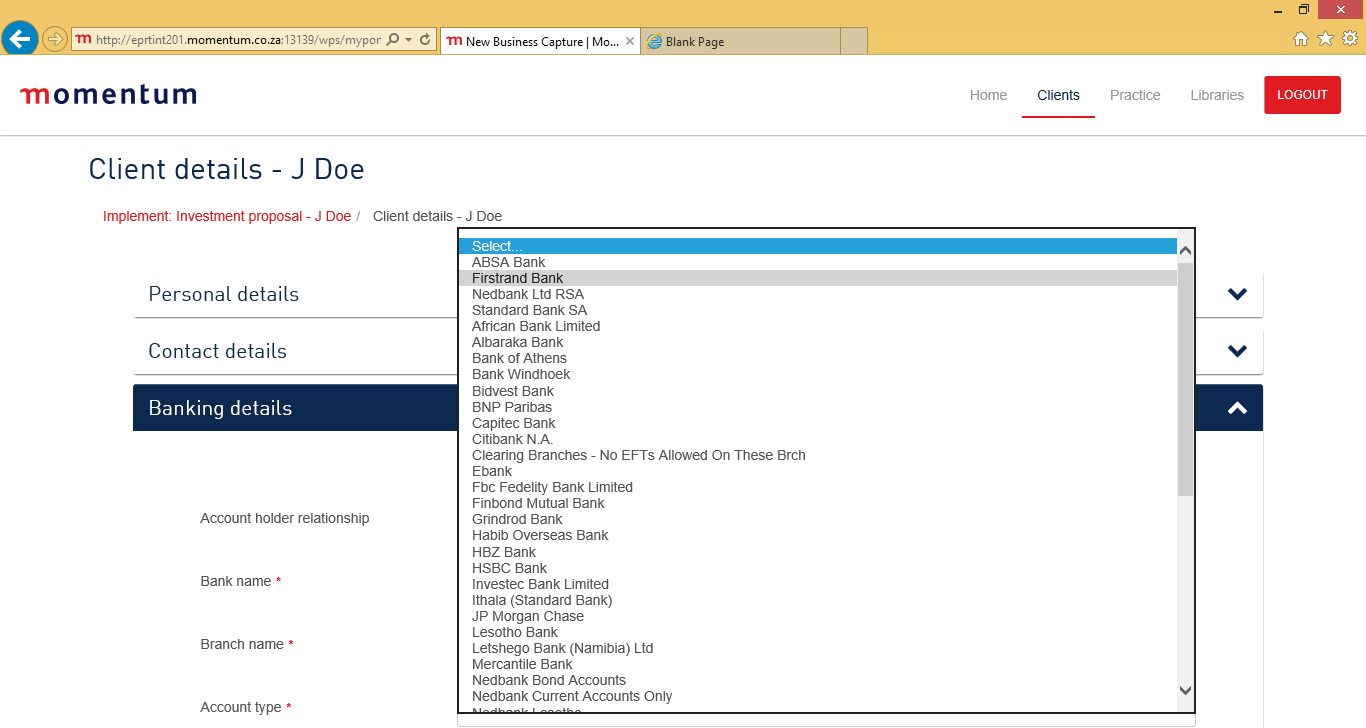 http://eprtint201.momentum.co.za:13139/wps/mypor
New Business Capture | Mo...
Blank Page
momentum
Home
Clients
Practice
Libraries
LOGOUT
Client details - J Doe
Implement: Investment proposal - J Doe / Client details - J Doe
Personal details
Contact details
Banking details
Account holder relationship
Bank name *
Branch name *
Account type *
Select...
ABSA Bank
Firstrand Bank
Nedbank Ltd RSA
Standard Bank SA
African Bank Limited
Albaraka Bank
Bank of Athens
Bank Windhoek
Bidvest Bank
BNP Paribas
Capitec Bank
Citibank N.A.
Clearing Branches - No EFTs Allowed On These Brch
Ebank
Fbc Fedelity Bank Limited
Finbond Mutual Bank
Grindrod Bank
Habib Overseas Bank
HBZ Bank
HSBC Bank
Investec Bank Limited
Ithala (Standard Bank)
JP Morgan Chase
Lesotho Bank
Letshego Bank (Namibia) Ltd
Mercantile Bank
Nedbank Bond Accounts
Nedbank Current Accounts Only
Nedbank Lesotho